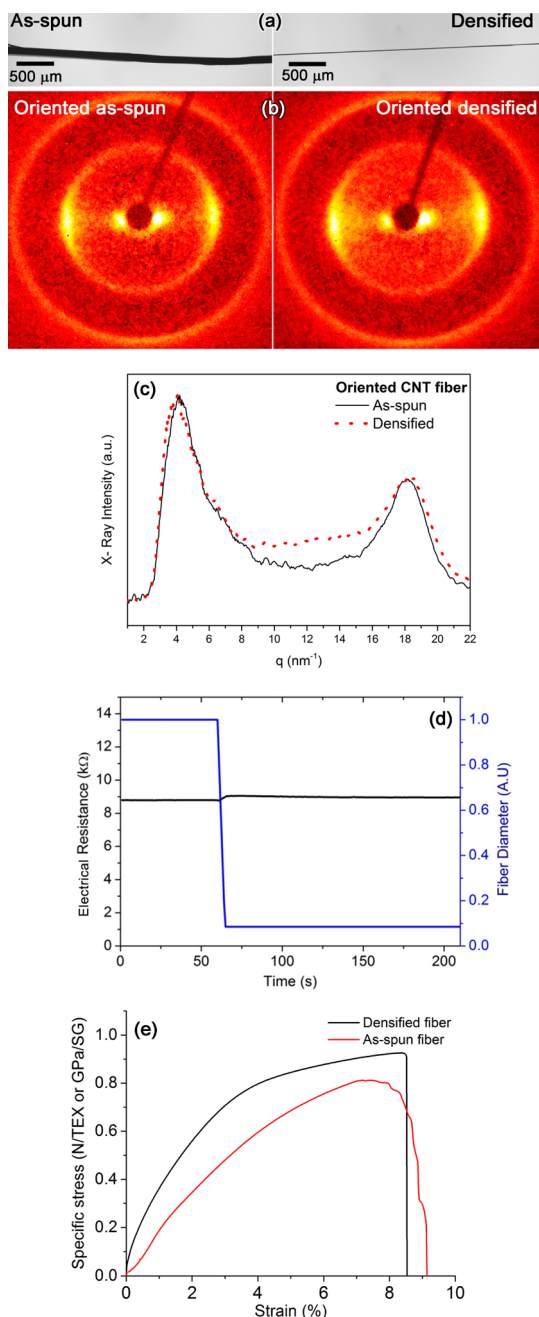 As-spun (a) Densified
500 μm 500 μm
Oriented as-spun (b) Oriented densified
(c) Oriented CNT fiber
As-spun
Densified
X- Ray Intensity (a.u.)
2 4 6 8 10 12 14 16 18 20 22
q (nm⁻¹)
(d)
14 1.0
12 0.8
10
8 0.6
6 0.4
4
2 0.2
0 0.0
Electrical Resistance (kΩ)
Fiber Diameter (A.U)
0 50 100 150 200
Time (s)
(e) Densified fiber
As-spun fiber
1.0
0.8
0.6
0.4
0.2
0.0
Specific stress (N/TEX or GPa/SG)
0 2 4 6 8 10
Strain (%)